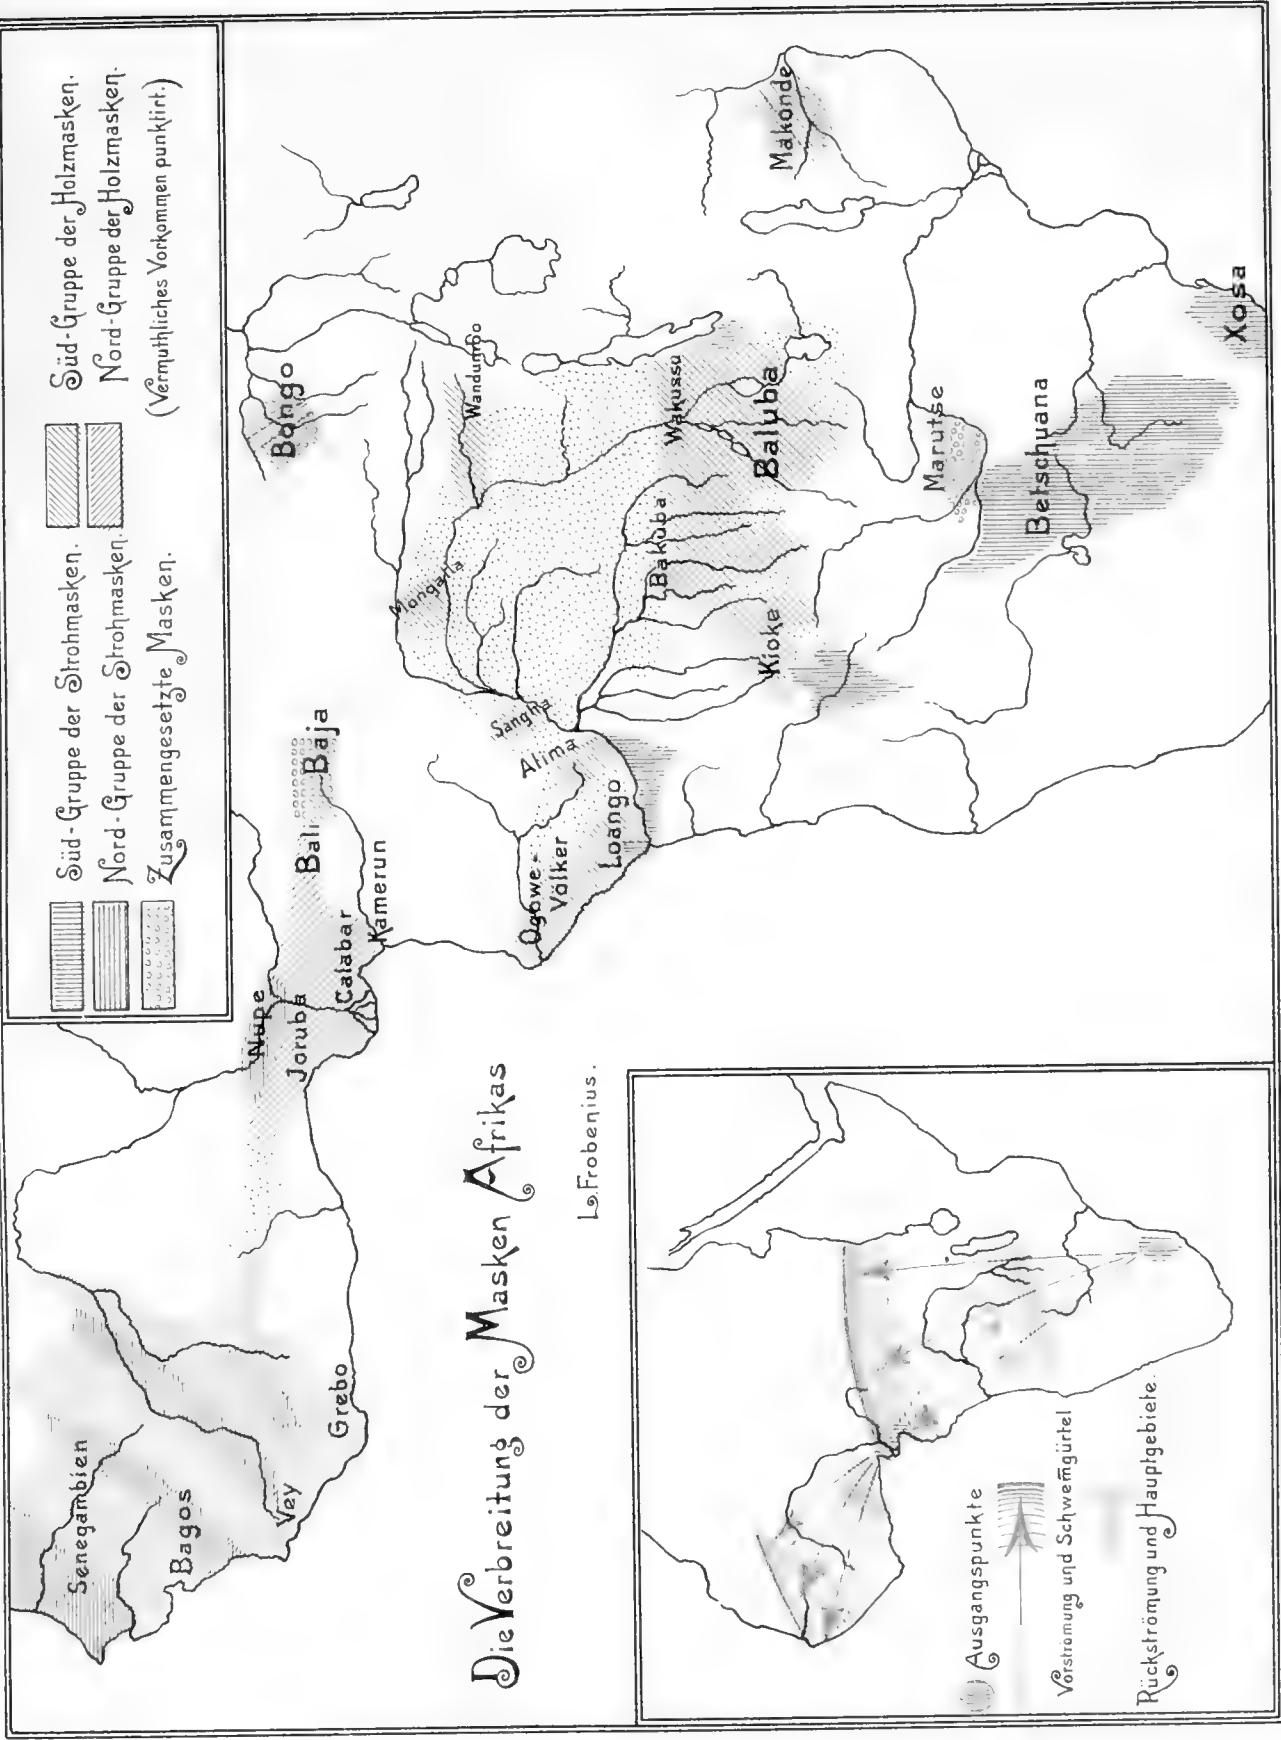 Süd-Gruppe der Strohmasken.
Nord-Gruppe der Strohmasken.
Zusammengesetzte Masken.
Süd-Gruppe der Holzmasken.
Nord-Gruppe der Holzmasken.
(Vermuthliches Vorkommen punktirt.)
Senegambien
Bagos
Vey
Grebo
Nupe
Joruba
Calabar
Kamerun
Bali
Baja
Bongo
Ogowe-
Völker
Loango
Alima
Sangha
Mongalla
Wandumbo
Wakussu
Bakuba
Baluba
Kioke
Makonde
Marutse
Betschuana
Xosa
Die Verbreitung der Masken Afrikas
L. Frobenius.
Ausgangspunkte
Vorströmung und Schwemgürtel
Rückströmung und Hauptgebiete.